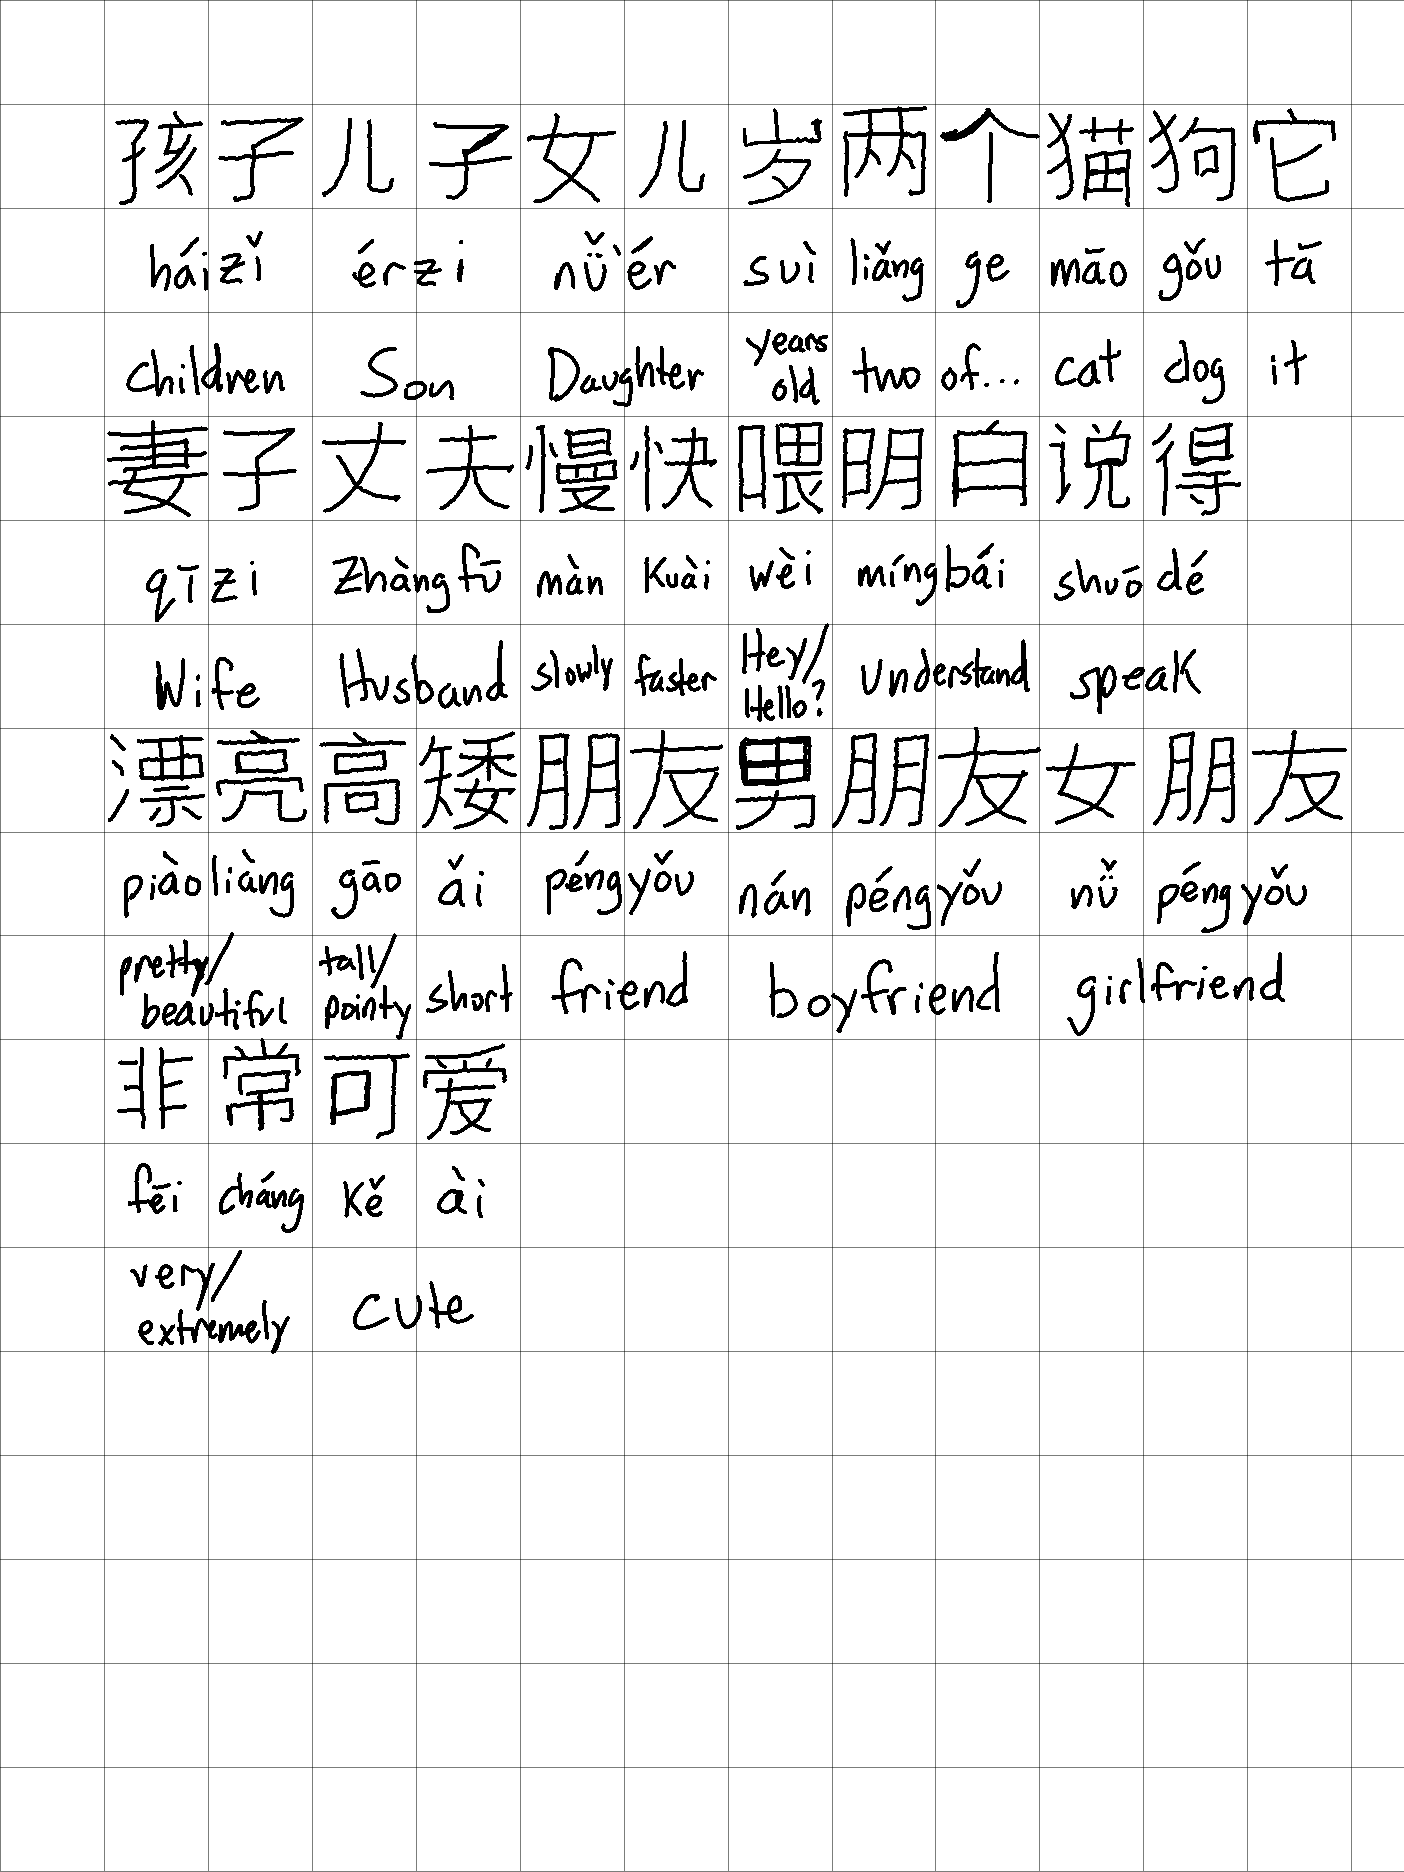 孩子儿子女儿岁两个猫狗它
háizǐ érzi nǚ'ér suì liǎng ge māo gǒu tā
Children Son Daughter years old two of... cat dog it
妻子丈夫慢快喂明白说得
qīzi Zhàngfū màn Kuài wèi míngbái shuōdé
Wife Husband slowly faster Hey/Hello? Understand speak
漂亮高矮朋友男朋友女朋友
piàoliàng gāo ǎi péngyǒu nán péngyǒu nǚ péngyǒu
pretty/beautiful tall/pointy short friend boyfriend girlfriend
非常可爱
fēi cháng Kě ài
very/extremely cute